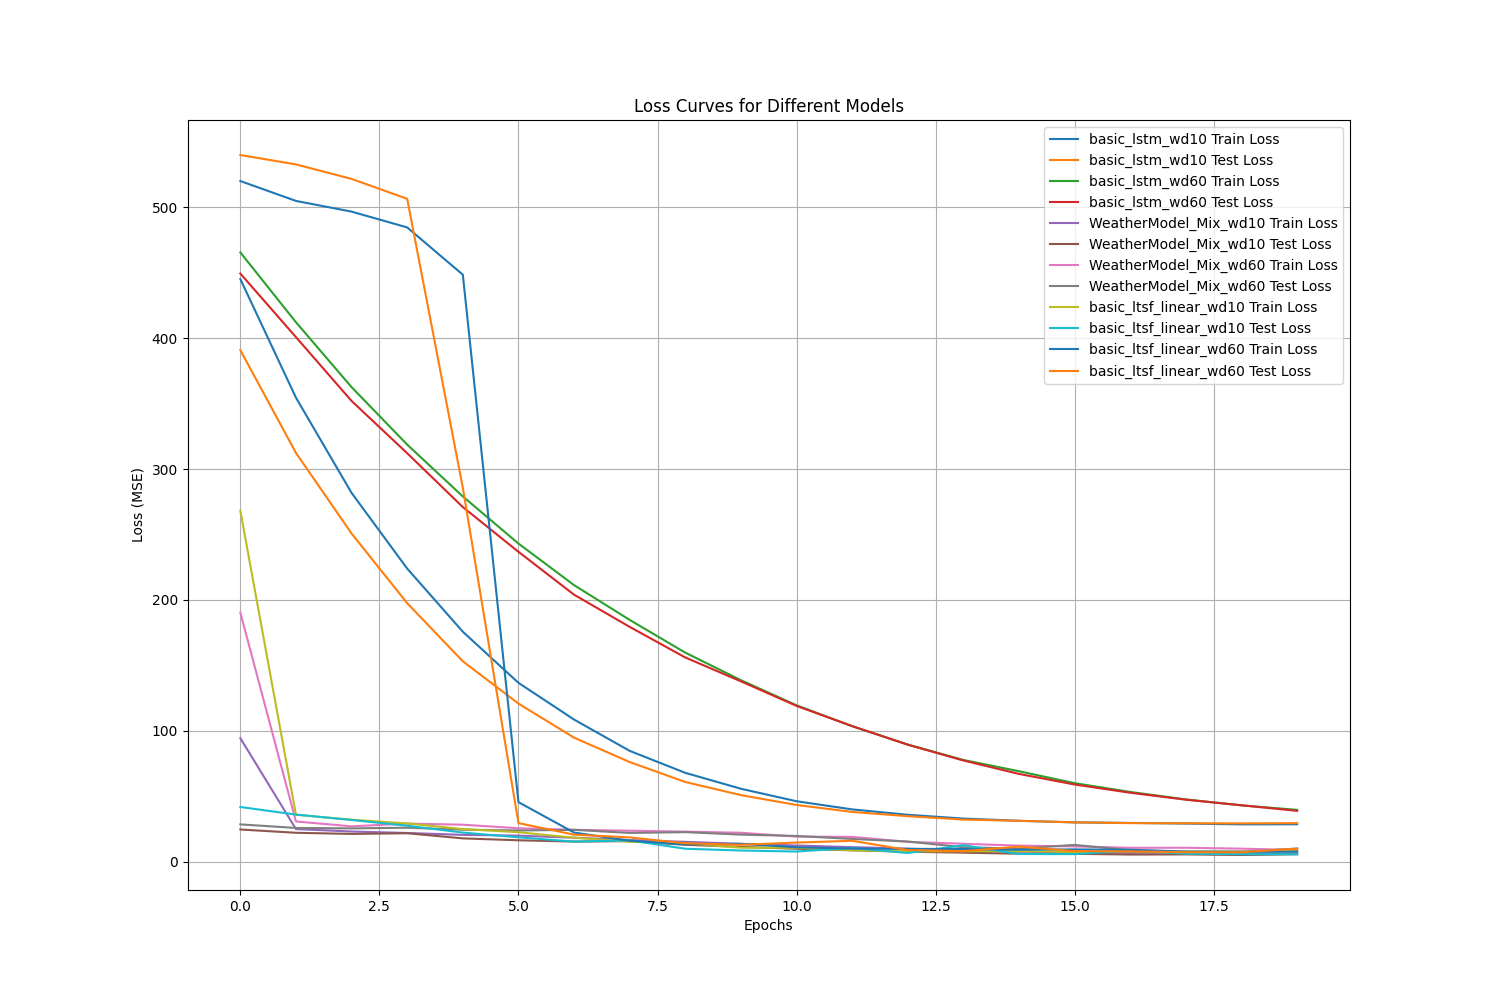 Loss Curves for Different Models
basic_lstm_wd10 Train Loss
basic_lstm_wd10 Test Loss
basic_lstm_wd60 Train Loss
basic_lstm_wd60 Test Loss
WeatherModel_Mix_wd10 Train Loss
WeatherModel_Mix_wd10 Test Loss
WeatherModel_Mix_wd60 Train Loss
WeatherModel_Mix_wd60 Test Loss
basic_ltsf_linear_wd10 Train Loss
basic_ltsf_linear_wd10 Test Loss
basic_ltsf_linear_wd60 Train Loss
basic_ltsf_linear_wd60 Test Loss
Loss (MSE)
500
400
300
200
100
0
0.0 2.5 5.0 7.5 10.0 12.5 15.0 17.5
Epochs